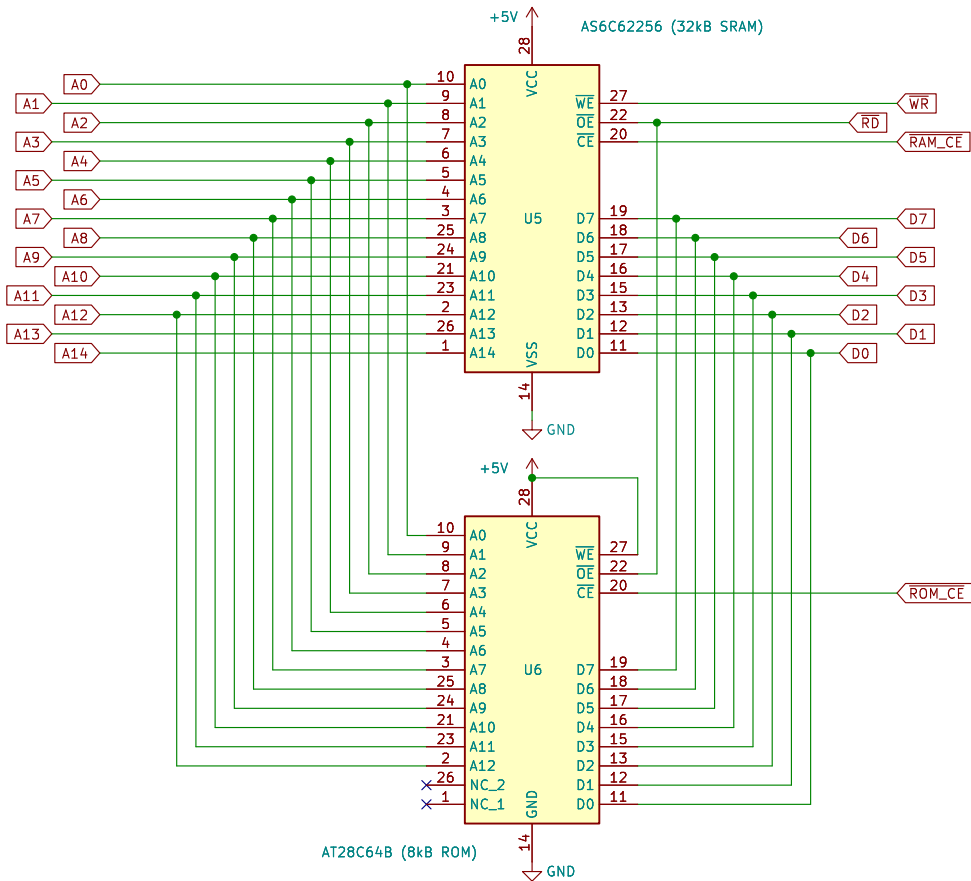 +5V
AS6C62256 (32kB SRAM)
28
VCC
A0 10 A0
A1 9 A1 WE 27 WR
A2 8 A2 OE 22 RD
A3 7 A3 CE 20 RAM_CE
A4 6 A4
A5 5 A5
A6 4 A6
A7 3 A7 U5 D7 19 D7
A8 25 A8 D6 18 D6
A9 24 A9 D5 17 D5
A10 21 A10 D4 16 D4
A11 23 A11 D3 15 D3
A12 2 A12 D2 13 D2
A13 26 A13 D1 12 D1
A14 1 A14 D0 11 D0
VSS
14
GND
+5V
28
VCC
10 A0
9 A1 WE 27
8 A2 OE 22
7 A3 CE 20 ROM_CE
6 A4
5 A5
4 A6
3 A7 U6 D7 19
25 A8 D6 18
24 A9 D5 17
21 A10 D4 16
23 A11 D3 15
2 A12 D2 13
26 NC_2 D1 12
1 NC_1 D0 11
GND
14
AT28C64B (8kB ROM)
GND